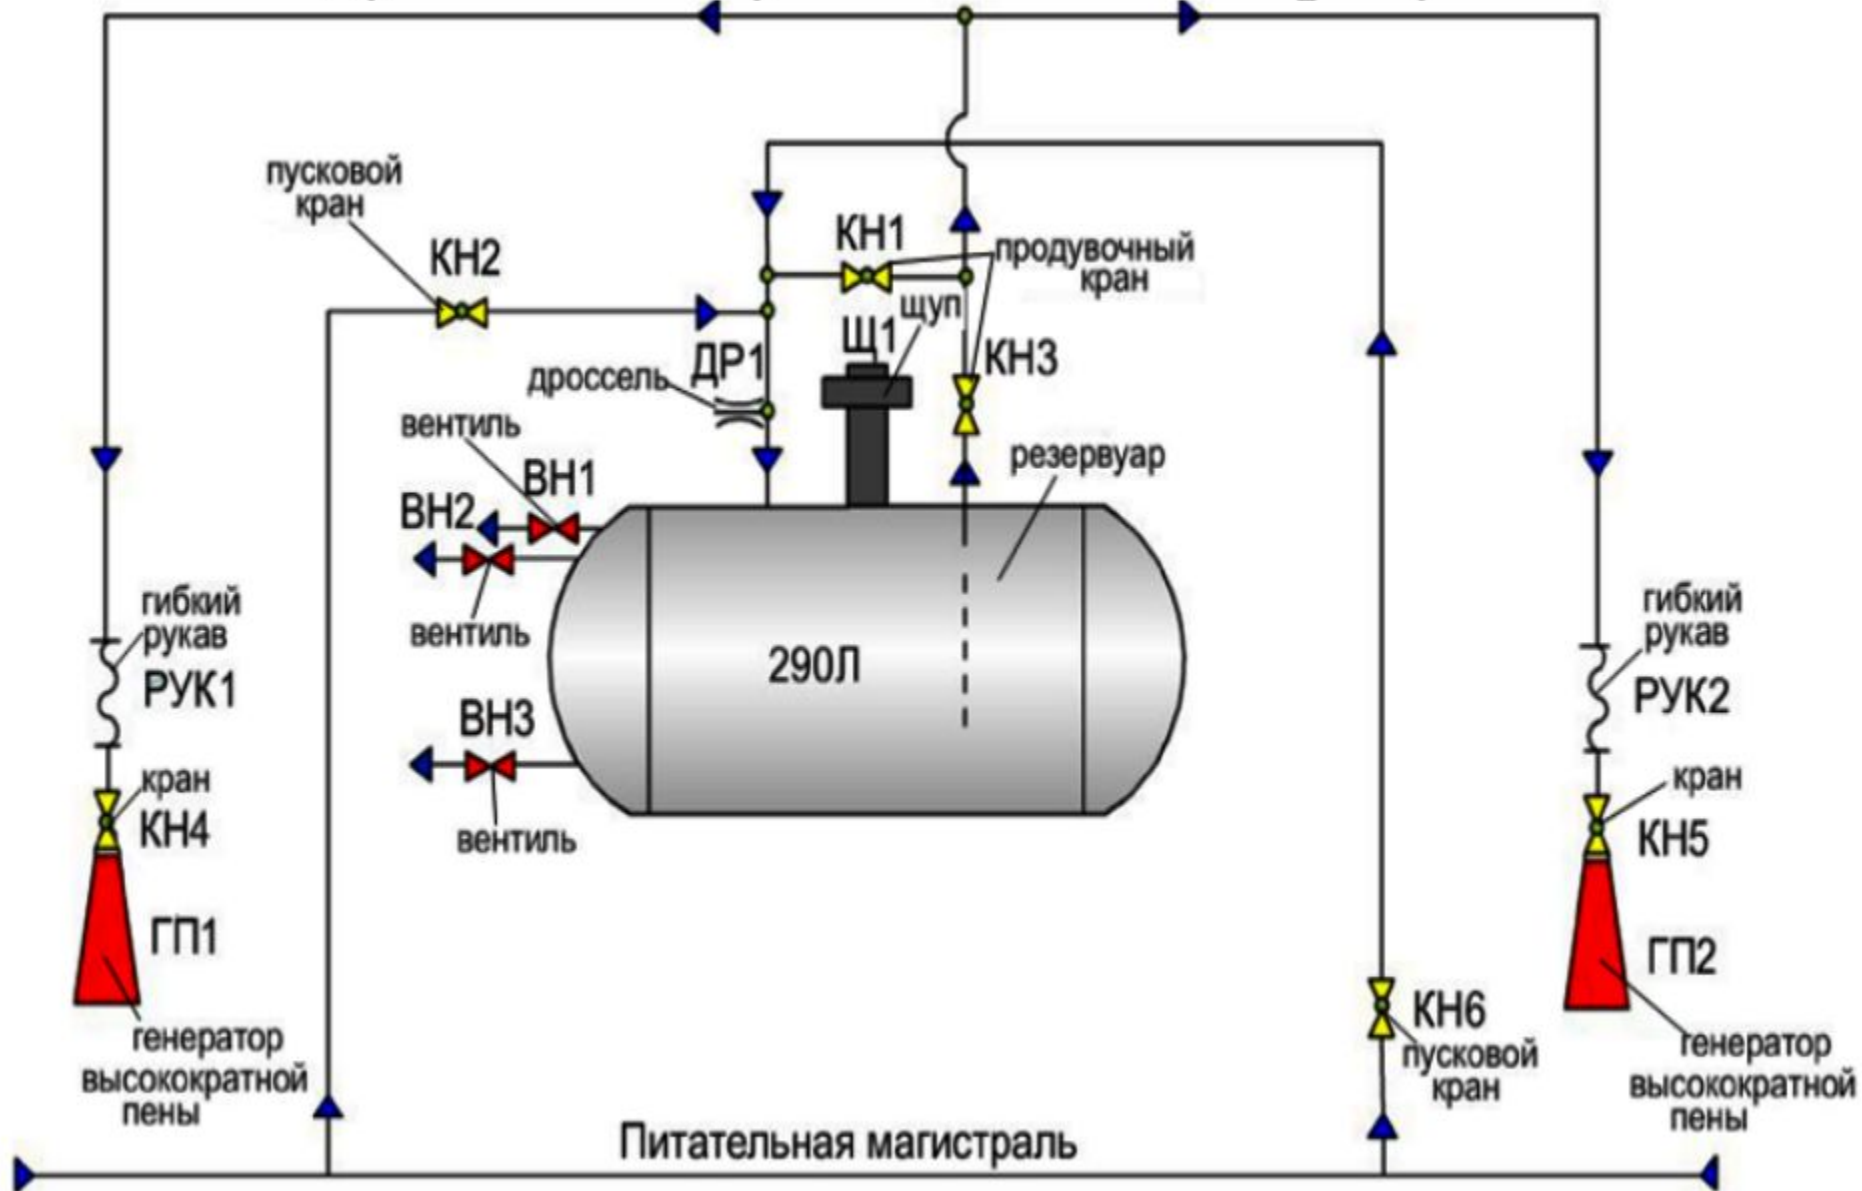 пусковой
кран
КН2
КН1
продувочный
кран
щуп
Щ1
ДР1
КН3
дроссель
вентиль
резервуар
ВН1
ВН2
вентиль
290Л
ВН3
вентиль
гибкий
рукав
РУК1
кран
КН4
ГП1
генератор
высократной
пены
гибкий
рукав
РУК2
кран
КН5
ГП2
КН6
пусковой
кран
генератор
высокократной
пены
Питательная магистраль